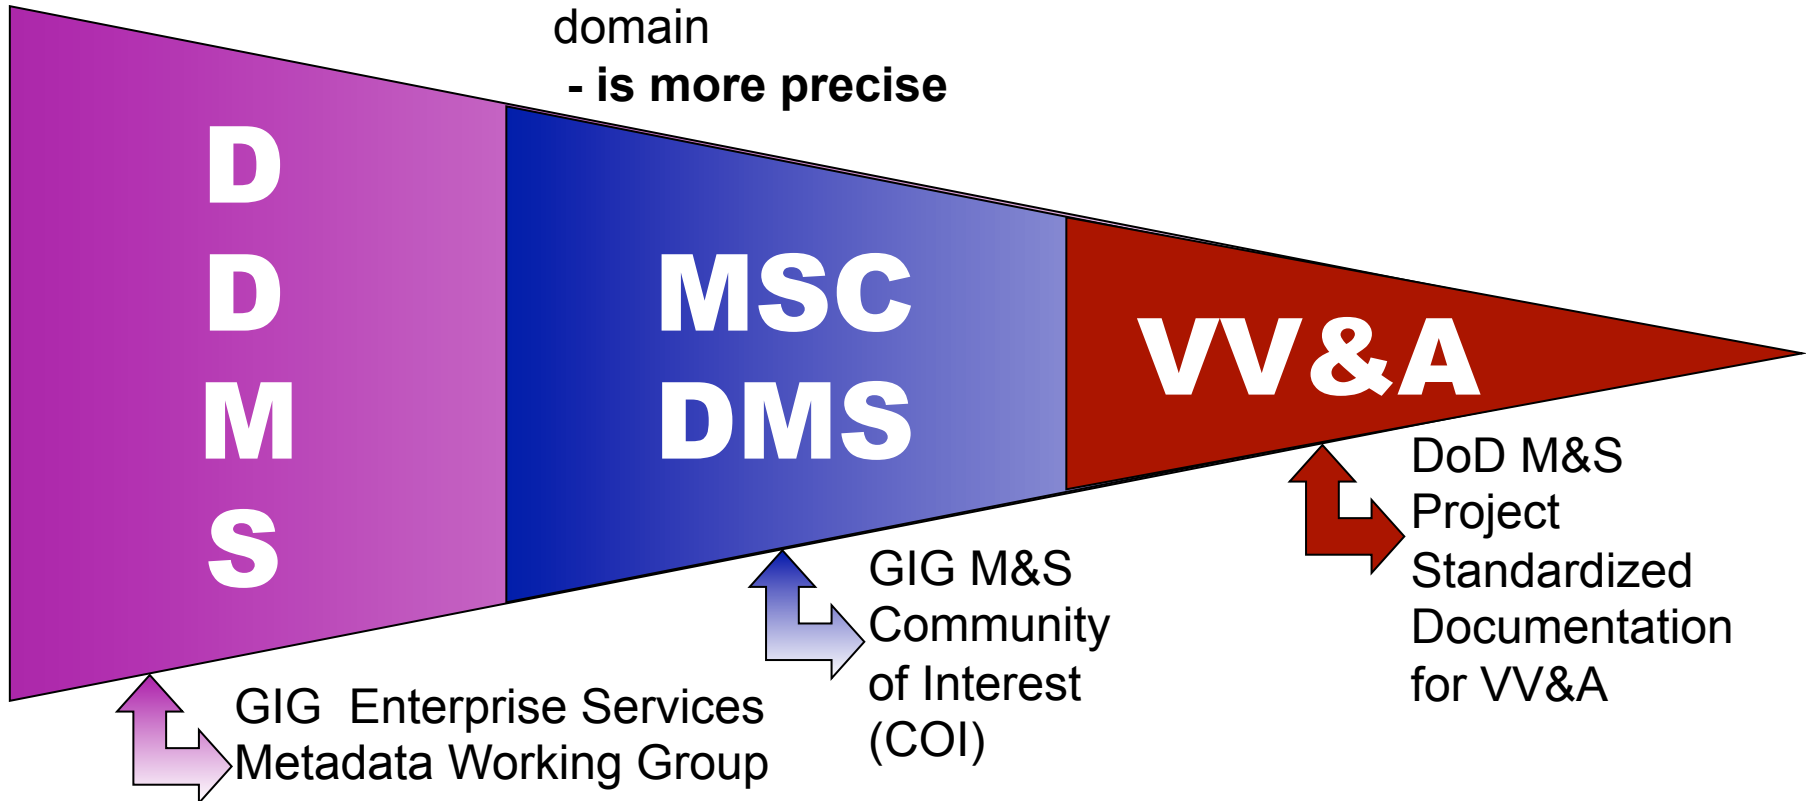 domain
- is more precise
D
D
M
S
MSC
DMS
VV&A
GIG  Enterprise Services
Metadata Working Group
GIG M&S
Community
of Interest
(COI)
DoD M&S
Project
Standardized
Documentation
for VV&A